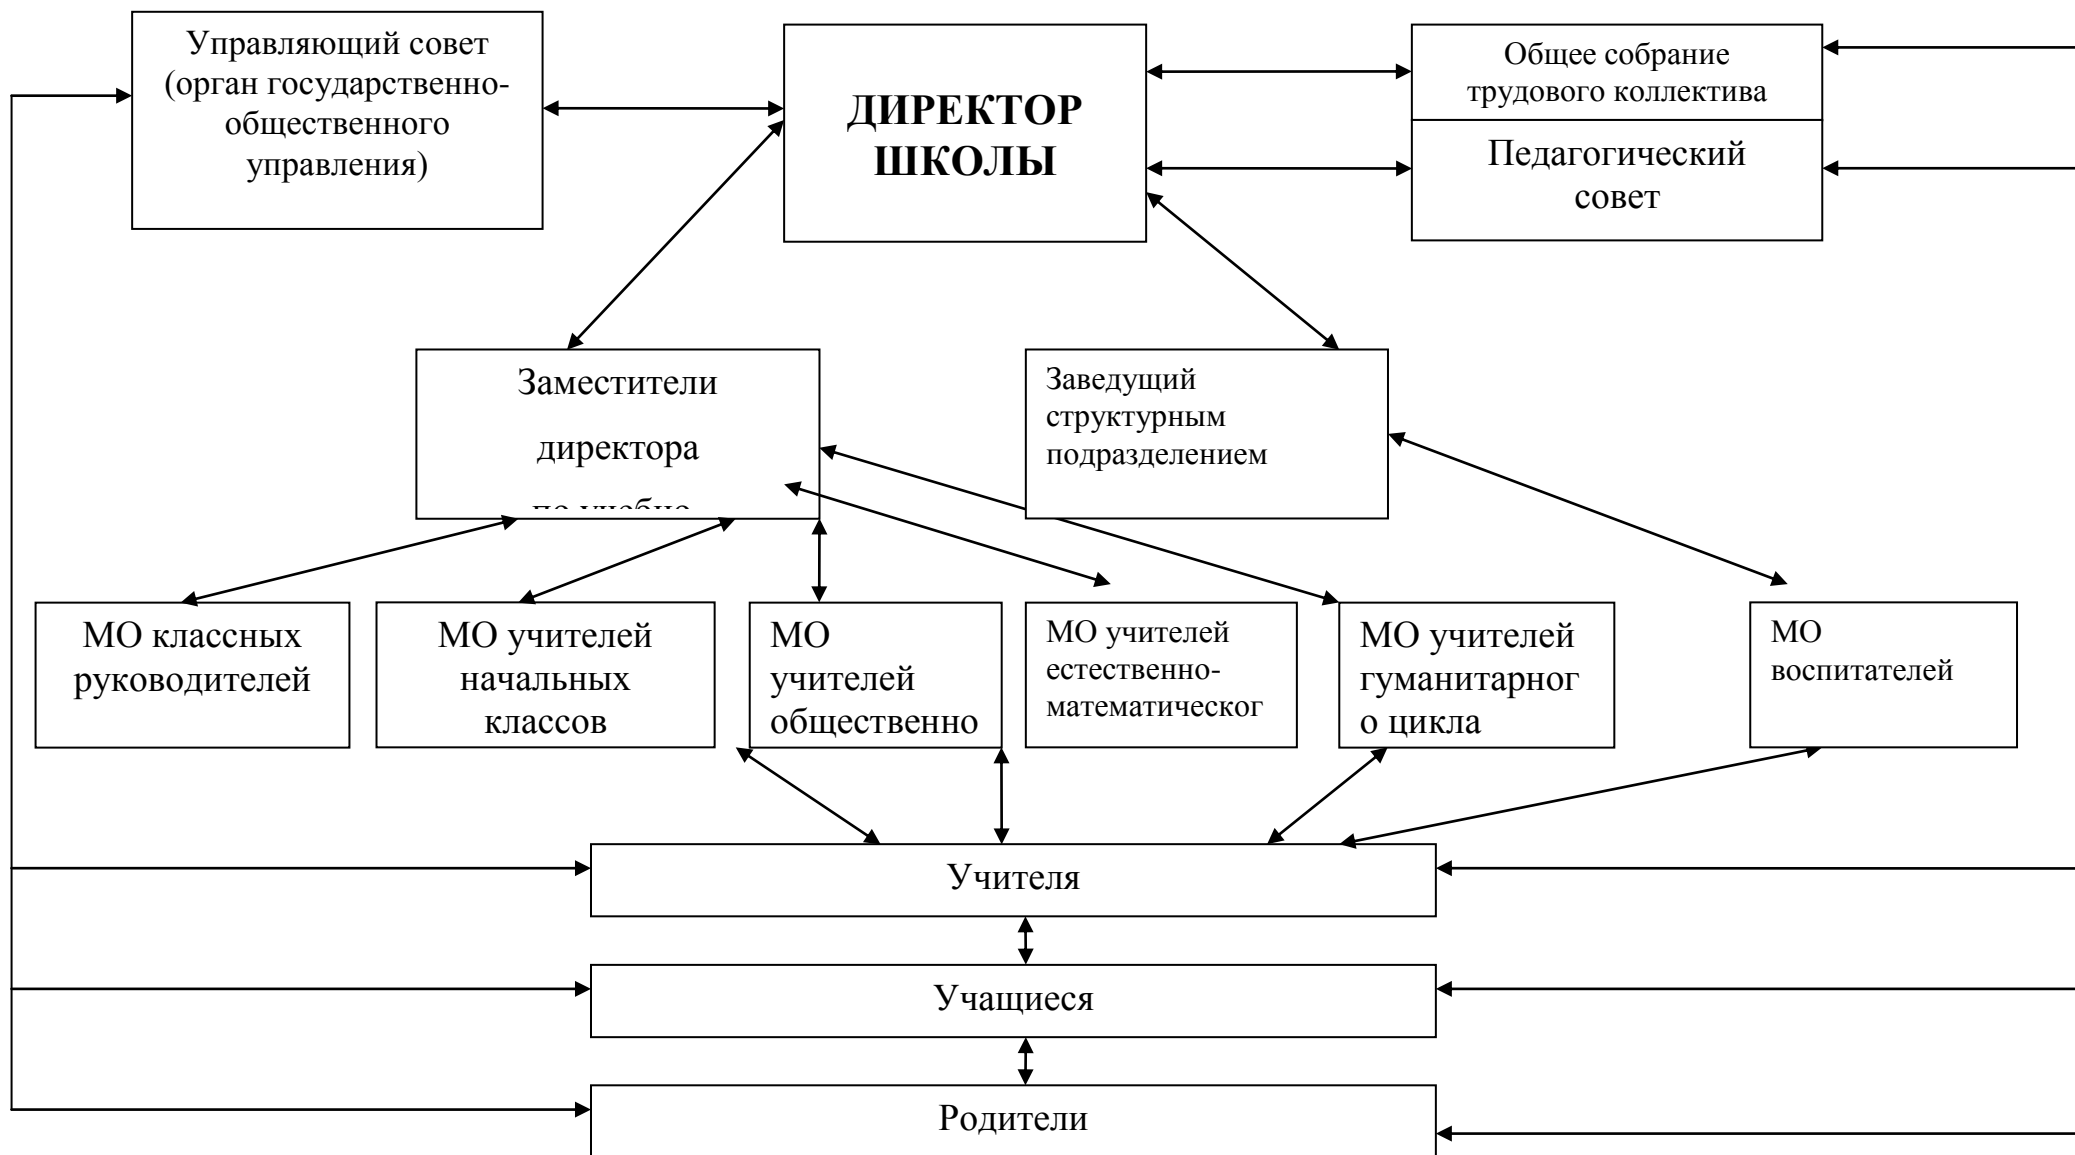 Управляющий совет
(орган государственно-
общественного
управления)
ДИРЕКТОР
ШКОЛЫ
Общее собрание
трудового коллектива
Педагогический
совет
Заместители
директора
по учебно
Заведущий
структурным
подразделением
МО классных
руководителей
МО учителей
начальных
классов
МО
учителей
общественно
МО учителей
естественно-
математическог
МО учителей
гуманитарног
о цикла
МО
воспитателей
Учителя
Учащиеся
Родители